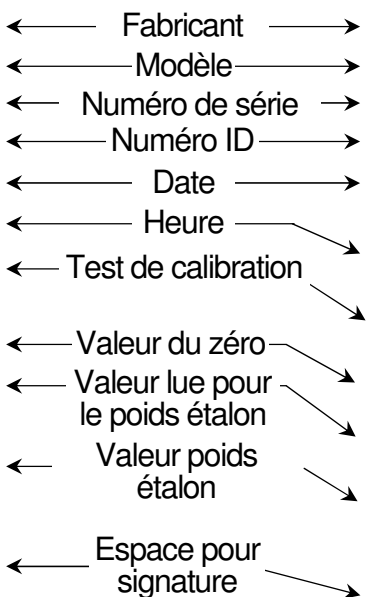 Fabricant
Modèle
Numéro de série
Numéro ID
Date
Heure
Test de calibration
Valeur du zéro
Valeur lue pour
le poids étalon
Valeur poids
étalon
Espace pour
signature